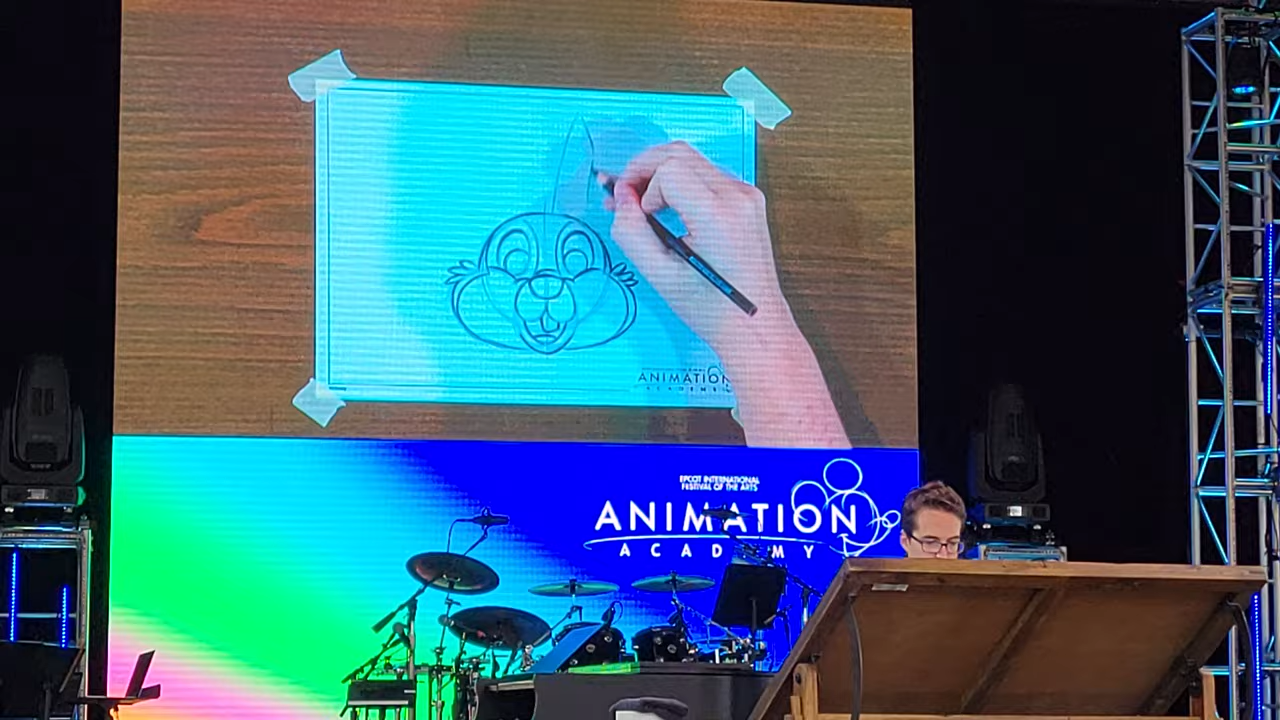 ANIMATION
ACADEMY
EPCOT INTERNATIONAL
FESTIVAL OF THE ARTS
ANIMATION
ACADEMY